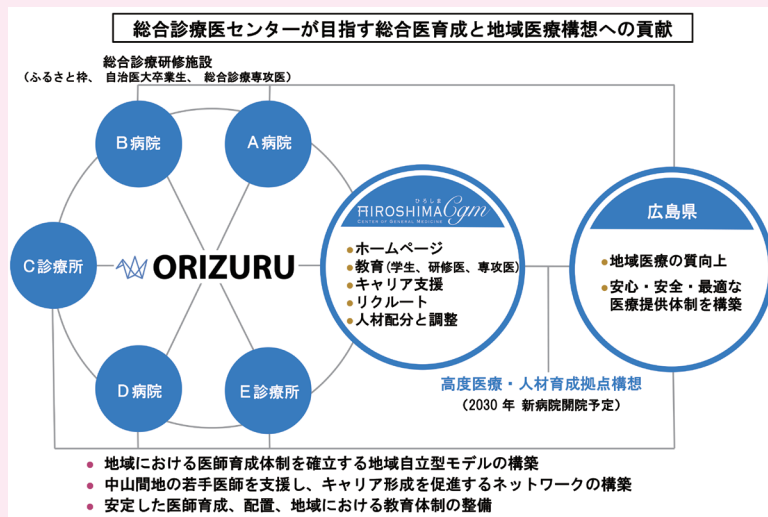 総合診療医センターが目指す総合医育成と地域医療構想への貢献
総合診療研修施設
（ふるさと枠、自治医大卒業生、総合診療専攻医）
B病院
A病院
C診療所
ORIZURU
D病院
E診療所
ひろしま
HIROSHIMA Cgm
CENTER OF GENERAL MEDICINE
●ホームページ
●教育(学生、研修医、専攻医)
●キャリア支援
●リクルート
●人材配分と調整
広島県
●地域医療の質向上
●安心・安全・最適な
医療提供体制を構築
高度医療・人材育成拠点構想
（2030 年 新病院開院予定）
● 地域における医師育成体制を確立する地域自立型モデルの構築
● 中山間地の若手医師を支援し、キャリア形成を促進するネットワークの構築
● 安定した医師育成、配置、地域における教育体制の整備